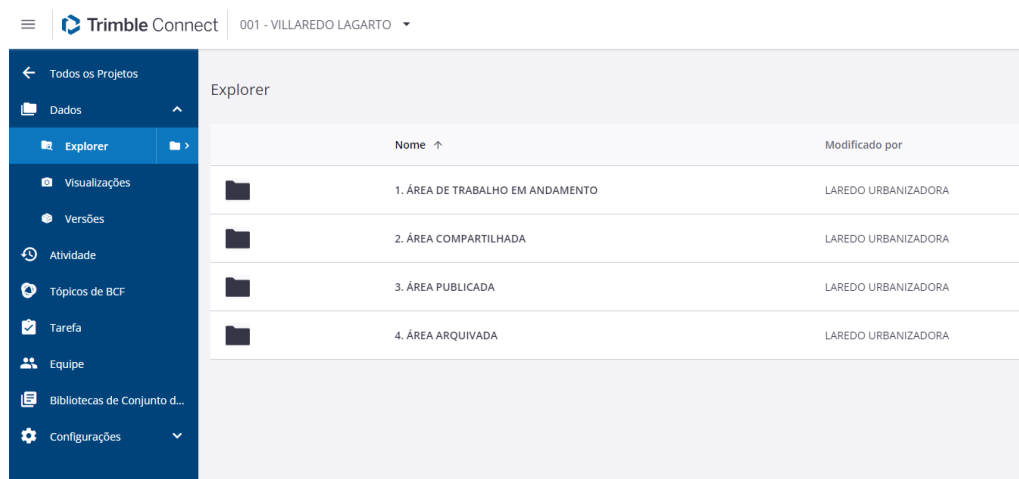 Trimble Connect 001 - VILLAREDO LAGARTO
Todos os Projetos
Dados
Explorer
Visualizações
Versões
Atividade
Tópicos de BCF
Tarefa
Equipe
Bibliotecas de Conjunto d...
Configurações
Explorer
Nome ↑ Modificado por
1. ÁREA DE TRABALHO EM ANDAMENTO LAREDO URBANIZADORA
2. ÁREA COMPARTILHADA LAREDO URBANIZADORA
3. ÁREA PUBLICADA LAREDO URBANIZADORA
4. ÁREA ARQUIVADA LAREDO URBANIZADORA